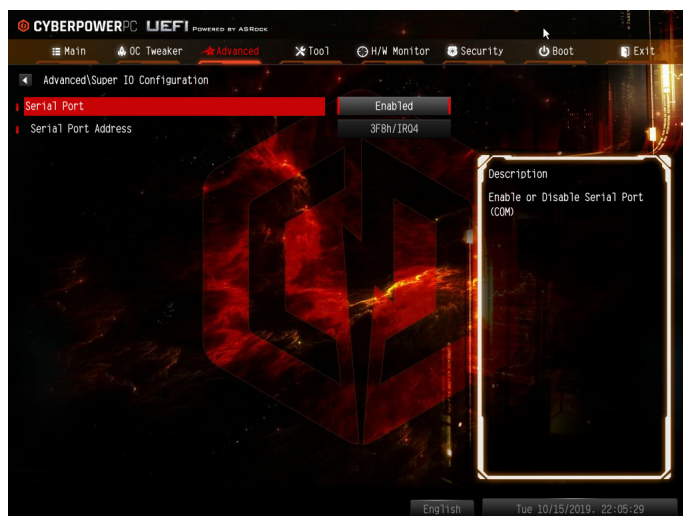 CYBERPOWERPC UEFI POWERED BY ASROCK
Main OC Tweaker Advanced Tool H/W Monitor Security Boot Exit
Advanced\Super IO Configuration
Serial Port Enabled
Serial Port Address 3F8h/IRQ4
Description
Enable or Disable Serial Port
(COM)
English Tue 10/15/2019, 22:05:29